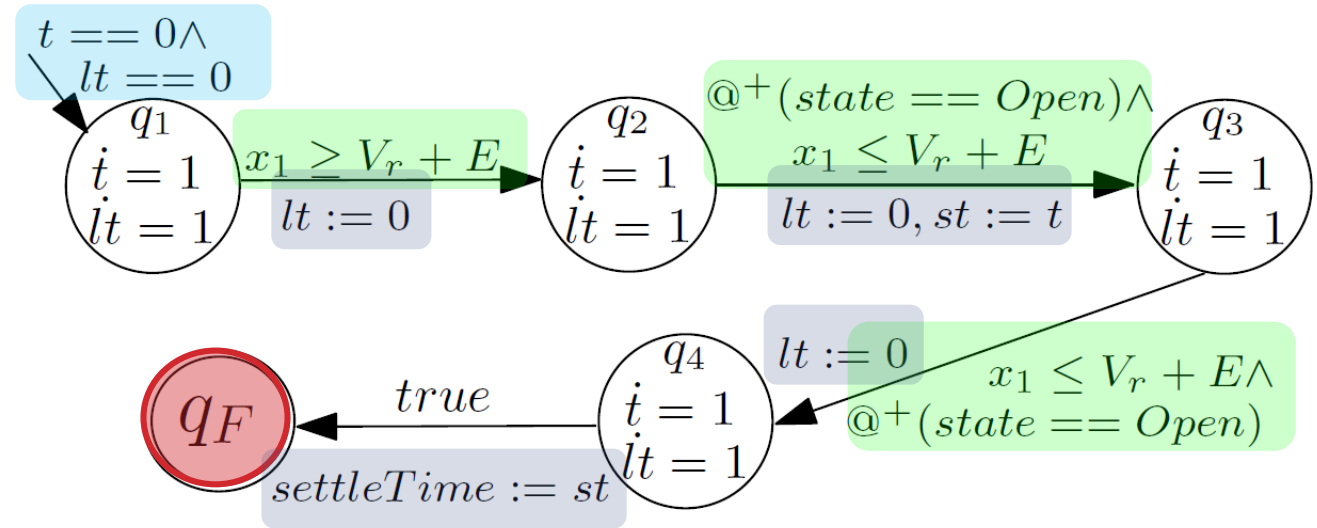 t == 0∧
lt == 0
q₁
ṫ = 1
l̇t = 1
x₁ ≥ Vᵣ + E
lt := 0
q₂
ṫ = 1
l̇t = 1
@⁺(state == Open)∧
x₁ ≤ Vᵣ + E
lt := 0, st := t
q₃
ṫ = 1
l̇t = 1
x₁ ≤ Vᵣ + E∧
@⁺(state == Open)
lt := 0
q₄
ṫ = 1
l̇t = 1
true
settleTime := st
q_F